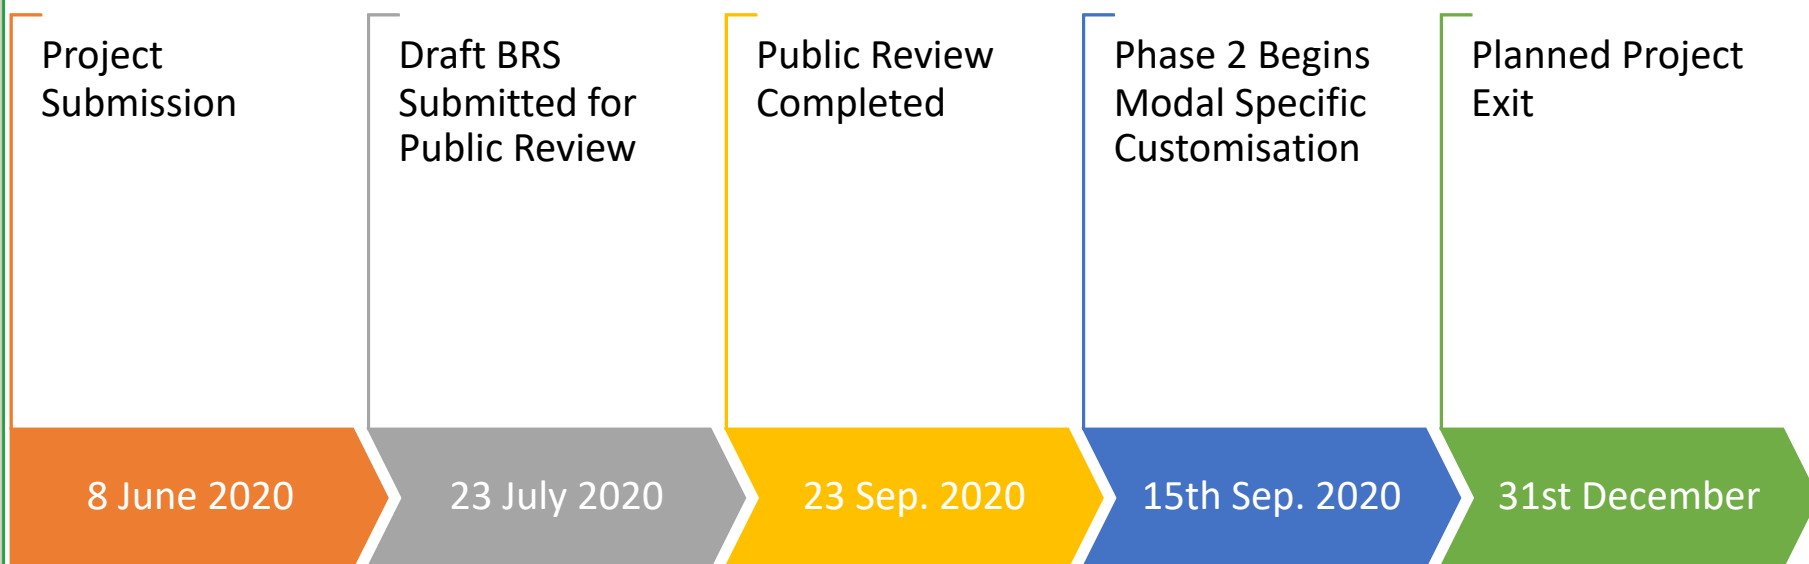 Project
Submission
Draft BRS
Submitted for
Public Review
Public Review
Completed
Phase 2 Begins
Modal Specific
Customisation
Planned Project
Exit
8 June 2020
23 July 2020
23 Sep. 2020
15th Sep. 2020
31st December